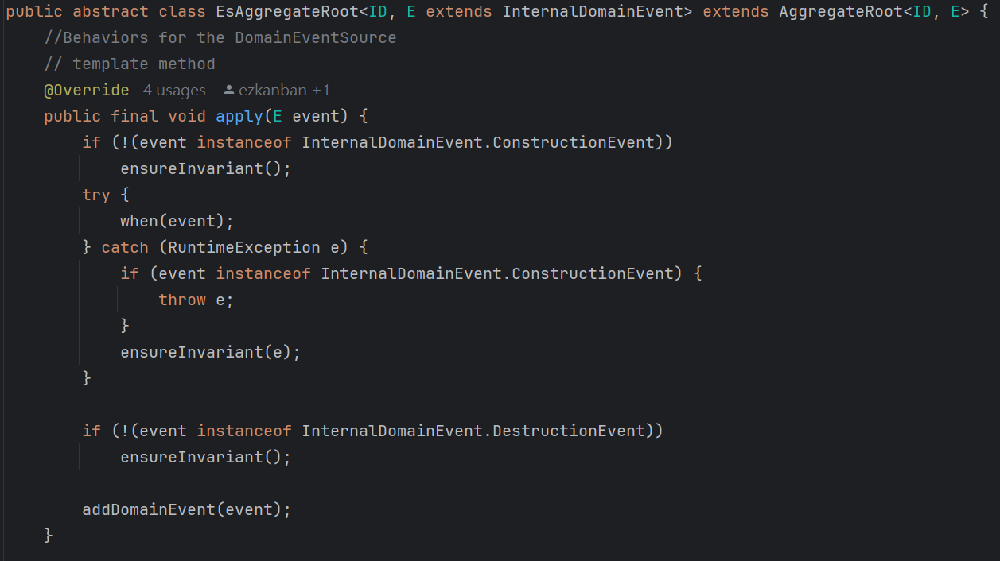 public abstract class EsAggregateRoot<ID, E extends InternalDomainEvent> extends AggregateRoot<ID, E> {
    //Behaviors for the DomainEventSource
    // template method
    @Override 4 usages ezkanban +1
    public final void apply(E event) {
        if (!(event instanceof InternalDomainEvent.ConstructionEvent))
            ensureInvariant();
        try {
            when(event);
        } catch (RuntimeException e) {
            if (event instanceof InternalDomainEvent.ConstructionEvent) {
                throw e;
            }
            ensureInvariant(e);
        }

        if (!(event instanceof InternalDomainEvent.DestructionEvent))
            ensureInvariant();

        addDomainEvent(event);
    }